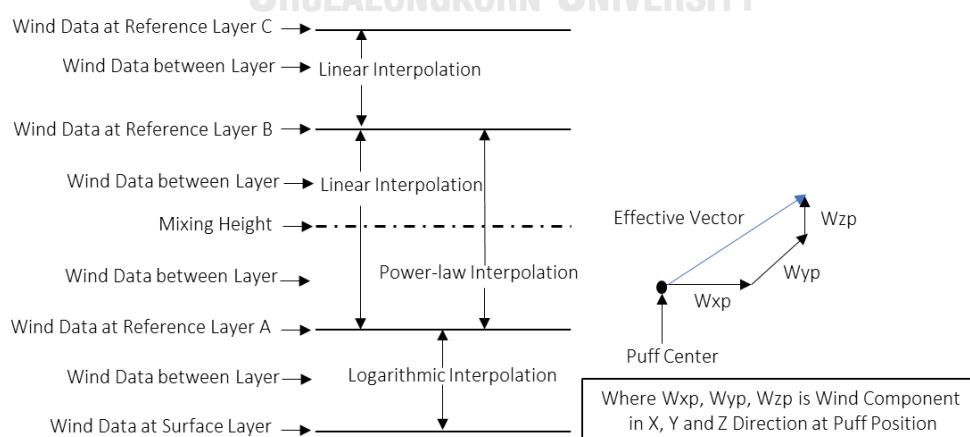 CHULALONGKORN UNIVERSITY
Wind Data at Reference Layer C
Wind Data between Layer
Linear Interpolation
Wind Data at Reference Layer B
Wind Data between Layer
Linear Interpolation
Mixing Height
Wind Data between Layer
Power-law Interpolation
Wind Data at Reference Layer A
Wind Data between Layer
Logarithmic Interpolation
Wind Data at Surface Layer
Effective Vector
Wzp
Wyp
Wxp
Puff Center
Where Wxp, Wyp, Wzp is Wind Component
in X, Y and Z Direction at Puff Position